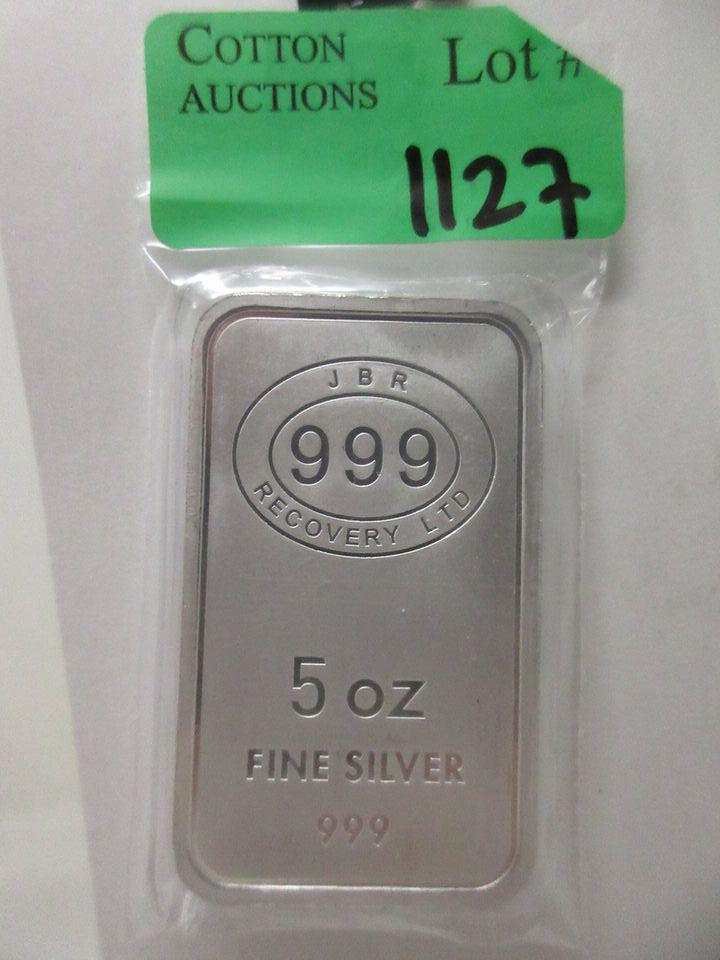 COTTON
AUCTIONS
Lot #
1127
JBR
999
RECOVERY LTD
5 oz
FINE SILVER
999